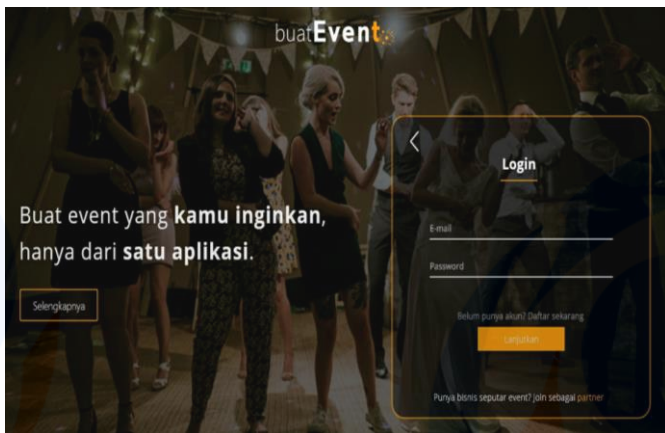 buatEvent
Buat event yang kamu inginkan,
hanya dari satu aplikasi.
Selengkapnya
Login
E-mail
Password
Belum punya akun? Daftar sekarang
Lanjutkan
Punya bisnis seputar event? Join sebagai partner